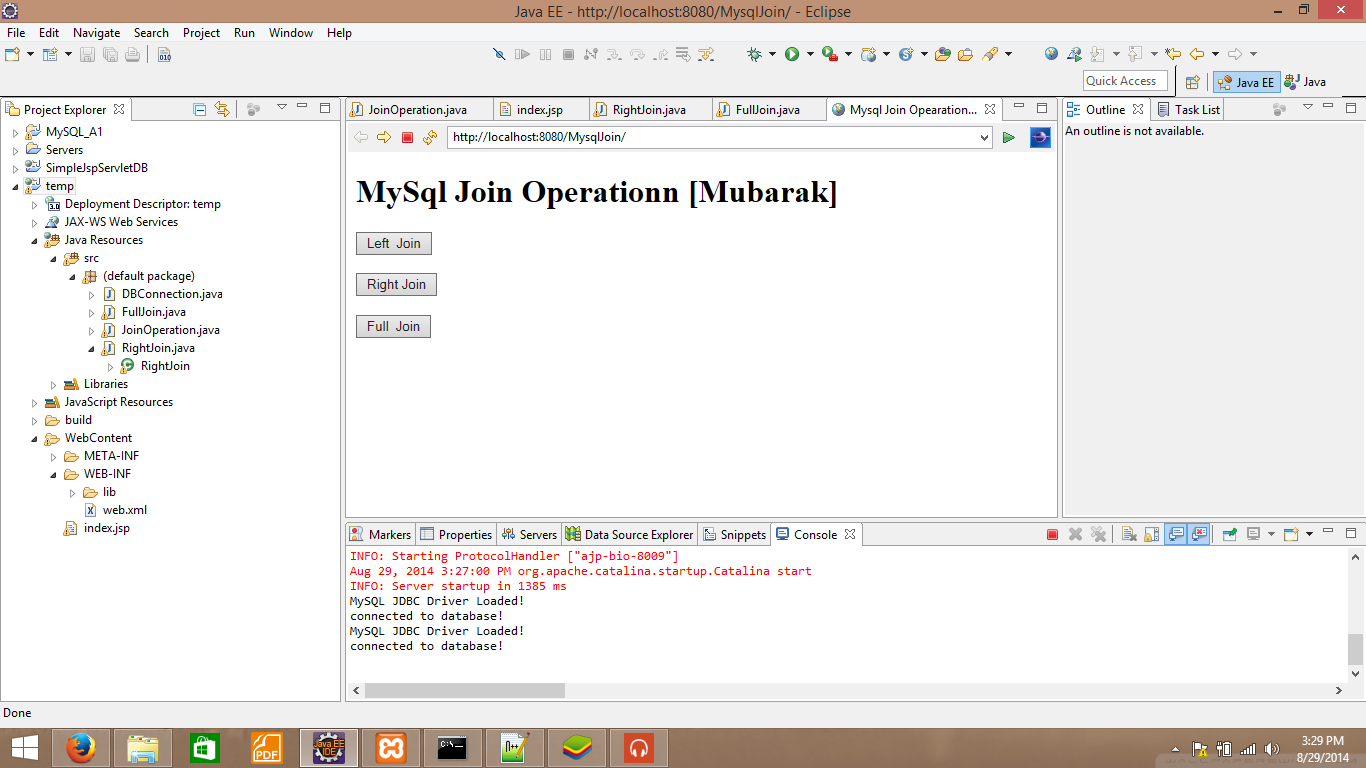 Java EE - http://localhost:8080/MysqlJoin/ - Eclipse
File Edit Navigate Search Project Run Window Help
Quick Access
Java EE
Java
Project Explorer
MySQL_A1
Servers
SimpleJspServletDB
temp
Deployment Descriptor: temp
JAX-WS Web Services
Java Resources
src
(default package)
DBConnection.java
FullJoin.java
JoinOperation.java
RightJoin.java
RightJoin
Libraries
JavaScript Resources
build
WebContent
META-INF
WEB-INF
lib
web.xml
index.jsp
JoinOperation.java
index.jsp
RightJoin.java
FullJoin.java
Mysql Join Opearation...
http://localhost:8080/MysqlJoin/
MySql Join Operationn [Mubarak]
Left Join
Right Join
Full Join
Outline
Task List
An outline is not available.
Markers
Properties
Servers
Data Source Explorer
Snippets
Console
INFO: Starting ProtocolHandler ["ajp-bio-8009"]
Aug 29, 2014 3:27:00 PM org.apache.catalina.startup.Catalina start
INFO: Server startup in 1385 ms
MySQL JDBC Driver Loaded!
connected to database!
MySQL JDBC Driver Loaded!
connected to database!
Done
PDF
Java EE
IDE
C:\_
3:29 PM
8/29/2014